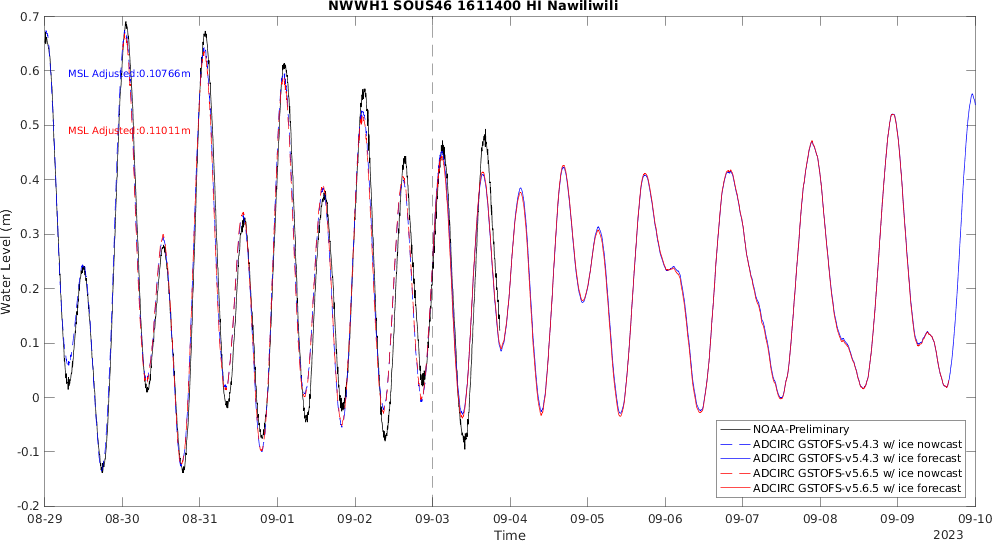 NWWH1 SOUS46 1611400 HI Nawiliwili
0.7
0.6
0.5
0.4
0.3
0.2
0.1
0
-0.1
-0.2
Water Level (m)
MSL Adjusted:0.10766m
MSL Adjusted:0.11011m
NOAA-Preliminary
ADCIRC GSTOFS-v5.4.3 w/ ice nowcast
ADCIRC GSTOFS-v5.4.3 w/ ice forecast
ADCIRC GSTOFS-v5.6.5 w/ ice nowcast
ADCIRC GSTOFS-v5.6.5 w/ ice forecast
08-29 08-30 08-31 09-01 09-02 09-03 09-04 09-05 09-06 09-07 09-08 09-09 09-10
Time
2023